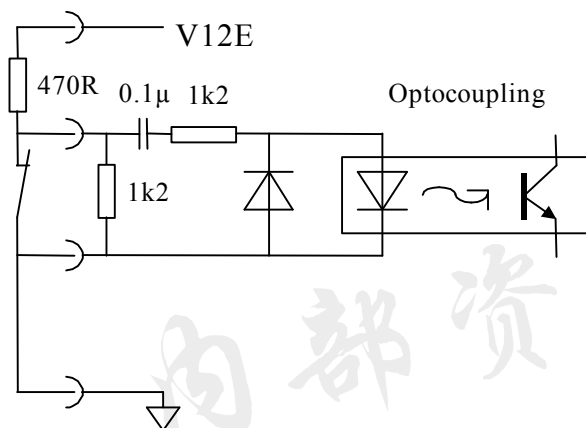 V12E
470R
0.1μ
1k2
Optocoupling
1k2
内部资